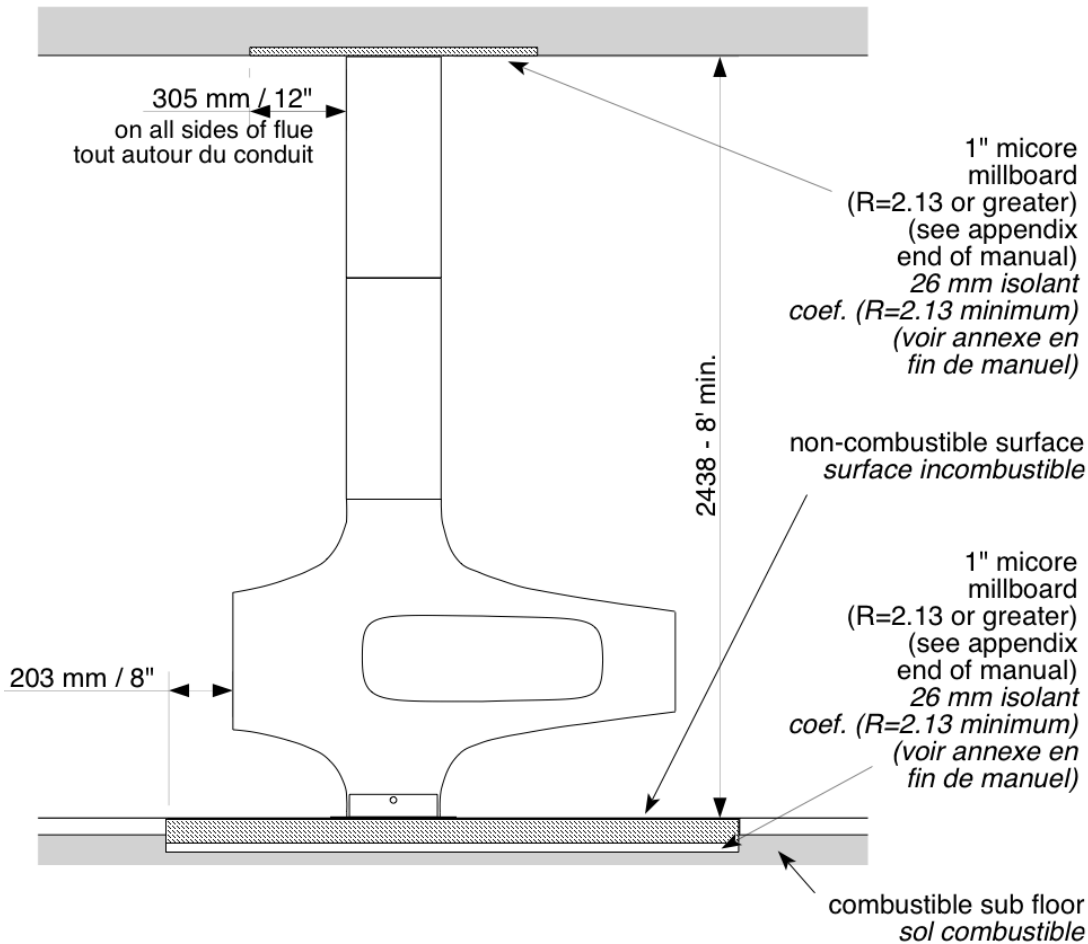 305 mm / 12"
on all sides of flue
tout autour du conduit
1" micore
millboard
(R=2.13 or greater)
(see appendix
end of manual)
26 mm isolant
coef. (R=2.13 minimum)
(voir annexe en
fin de manuel)
2438 - 8' min.
non-combustible surface
surface incombustible
1" micore
millboard
(R=2.13 or greater)
(see appendix
end of manual)
26 mm isolant
coef. (R=2.13 minimum)
(voir annexe en
fin de manuel)
203 mm / 8"
combustible sub floor
sol combustible